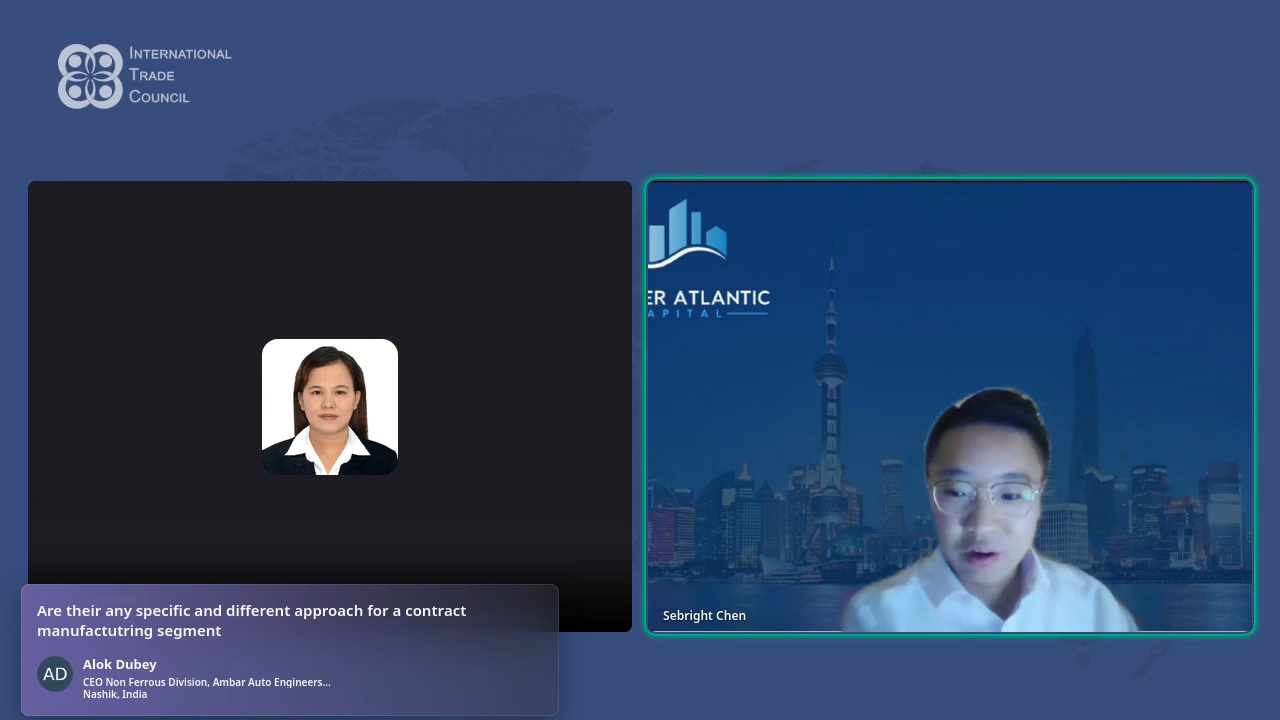 INTERNATIONAL
TRADE
COUNCIL
ER ATLANTIC
APITAL
Sebright Chen
Are their any specific and different approach for a contract
manufactutring segment
AD
Alok Dubey
CEO Non Ferrous Division, Ambar Auto Engineers...
Nashik, India